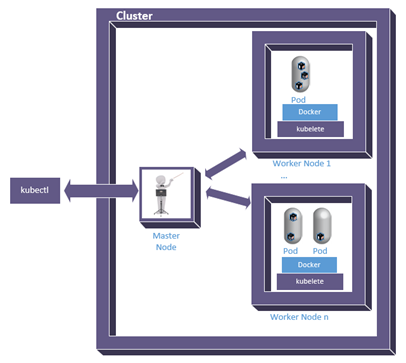 Cluster
Pod
Docker
kubelete
Worker Node 1
...
kubectl
Master
Node
Pod Pod
Docker
kubelete
Worker Node n